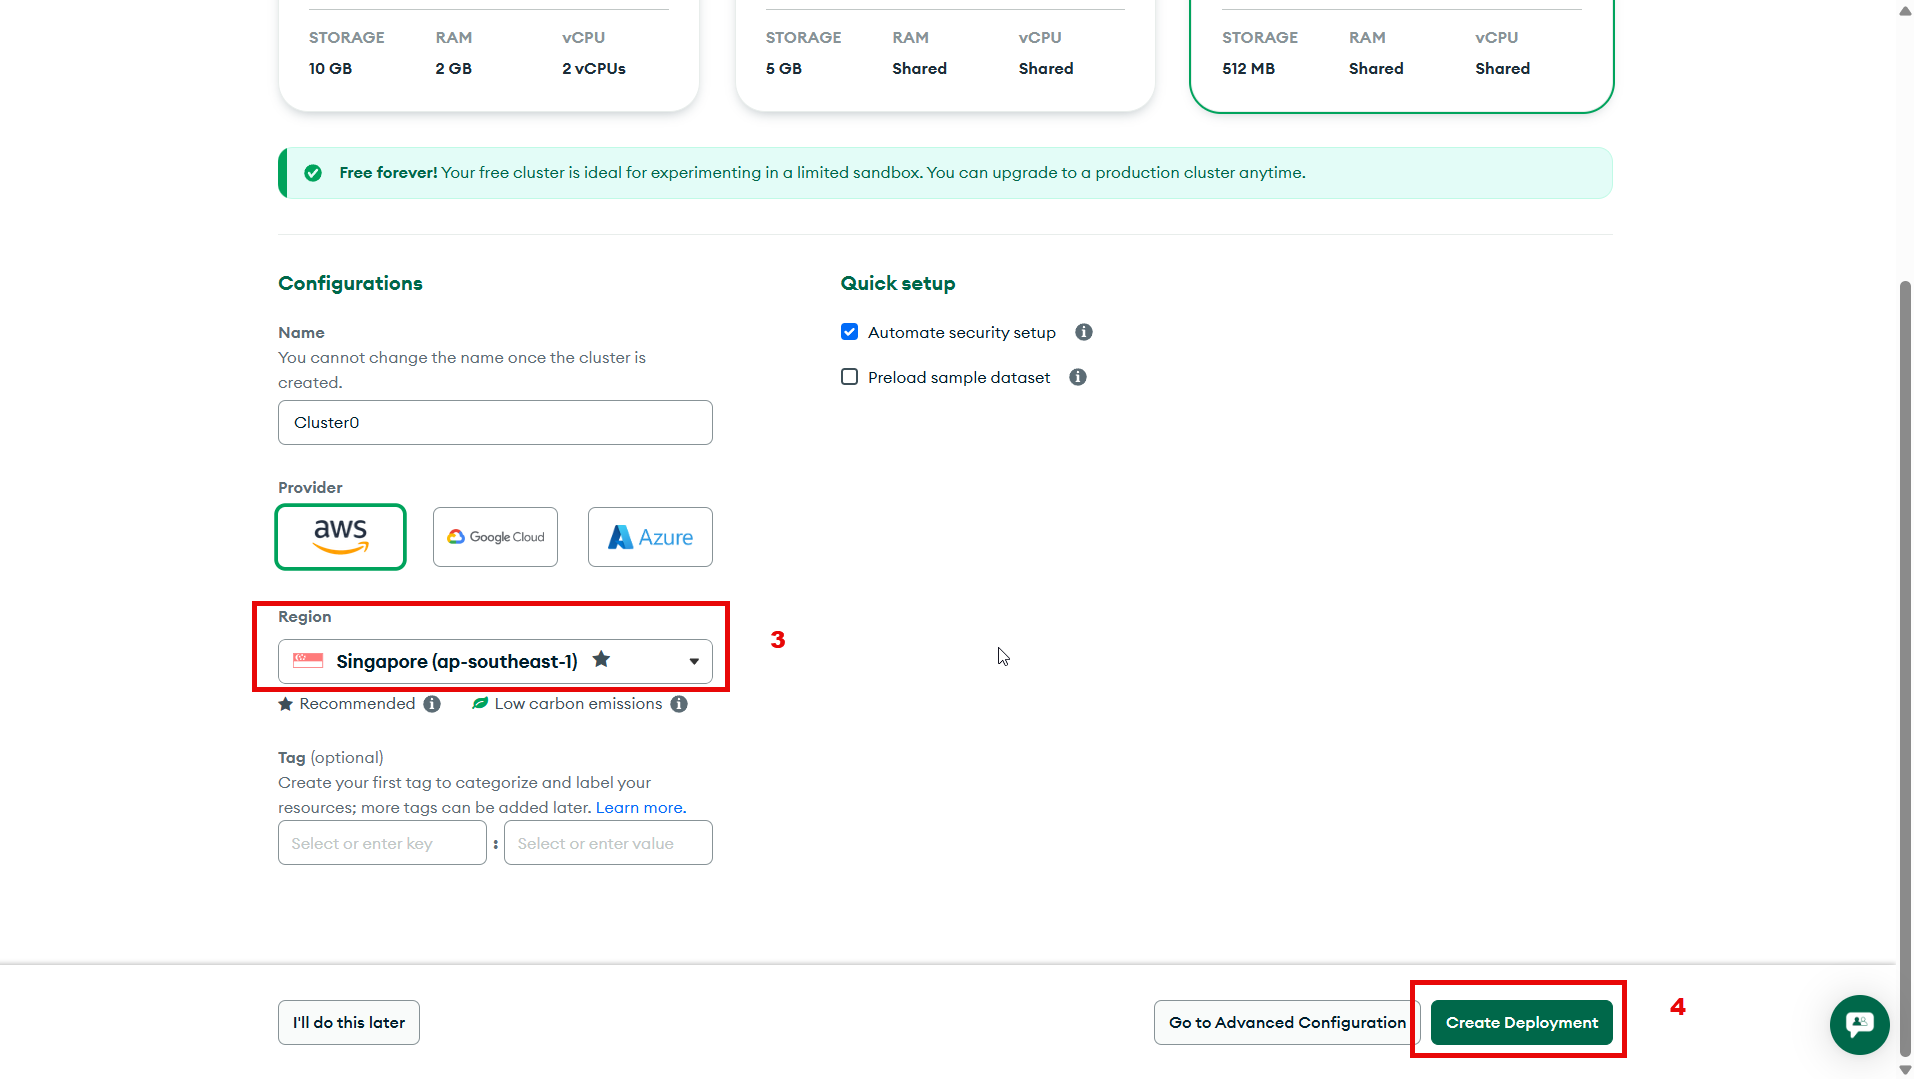 STORAGE RAM vCPU
10 GB 2 GB 2 vCPUs
STORAGE RAM vCPU
5 GB Shared Shared
STORAGE RAM vCPU
512 MB Shared Shared
Free forever! Your free cluster is ideal for experimenting in a limited sandbox. You can upgrade to a production cluster anytime.
Configurations
Name
You cannot change the name once the cluster is
created.
Cluster0
Provider
aws
Google Cloud
Azure
Region
Singapore (ap-southeast-1)
3
Recommended
Low carbon emissions
Tag (optional)
Create your first tag to categorize and label your
resources; more tags can be added later. Learn more.
Select or enter key : Select or enter value
Quick setup
Automate security setup
Preload sample dataset
I'll do this later
Go to Advanced Configuration
Create Deployment
4